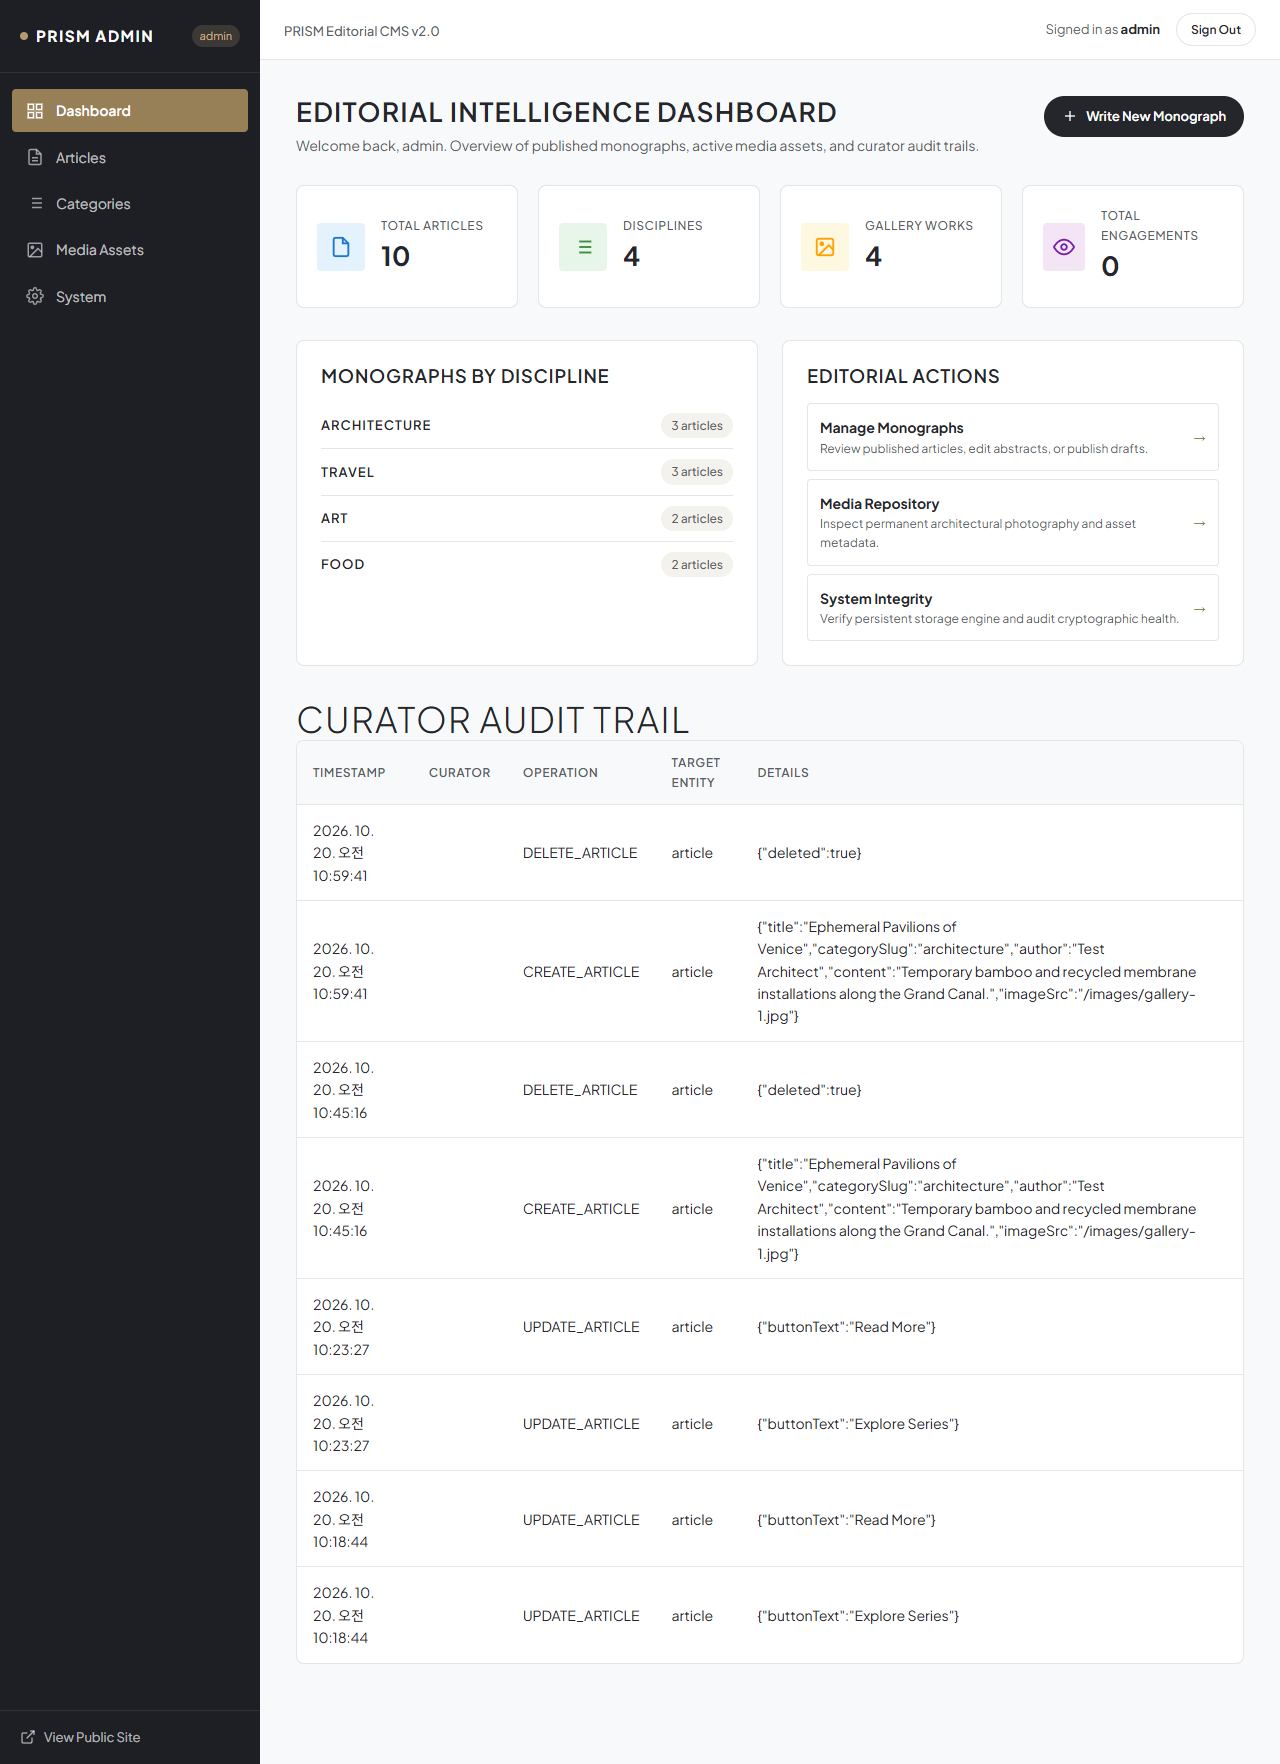 PRISM ADMIN
admin
Dashboard
Articles
Categories
Media Assets
System
View Public Site
PRISM Editorial CMS v2.0
Signed in as admin
Sign Out
EDITORIAL INTELLIGENCE DASHBOARD
Welcome back, admin. Overview of published monographs, active media assets, and curator audit trails.
Write New Monograph
TOTAL ARTICLES
10
DISCIPLINES
4
GALLERY WORKS
4
TOTAL
ENGAGEMENTS
0
MONOGRAPHS BY DISCIPLINE
ARCHITECTURE
3 articles
TRAVEL
3 articles
ART
2 articles
FOOD
2 articles
EDITORIAL ACTIONS
Manage Monographs
Review published articles, edit abstracts, or publish drafts.
→
Media Repository
Inspect permanent architectural photography and asset
metadata.
→
System Integrity
Verify persistent storage engine and audit cryptographic health.
→
CURATOR AUDIT TRAIL
TIMESTAMP
CURATOR
OPERATION
TARGET
ENTITY
DETAILS
2026. 10.
20. 오전
10:59:41
DELETE_ARTICLE
article
{"deleted":true}
2026. 10.
20. 오전
10:59:41
CREATE_ARTICLE
article
{"title":"Ephemeral Pavilions of
Venice","categorySlug":"architecture","author":"Test
Architect","content":"Temporary bamboo and recycled membrane
installations along the Grand Canal.","imageSrc":"/images/gallery-
1.jpg"}
2026. 10.
20. 오전
10:45:16
DELETE_ARTICLE
article
{"deleted":true}
2026. 10.
20. 오전
10:45:16
CREATE_ARTICLE
article
{"title":"Ephemeral Pavilions of
Venice","categorySlug":"architecture","author":"Test
Architect","content":"Temporary bamboo and recycled membrane
installations along the Grand Canal.","imageSrc":"/images/gallery-
1.jpg"}
2026. 10.
20. 오전
10:23:27
UPDATE_ARTICLE
article
{"buttonText":"Read More"}
2026. 10.
20. 오전
10:23:27
UPDATE_ARTICLE
article
{"buttonText":"Explore Series"}
2026. 10.
20. 오전
10:18:44
UPDATE_ARTICLE
article
{"buttonText":"Read More"}
2026. 10.
20. 오전
10:18:44
UPDATE_ARTICLE
article
{"buttonText":"Explore Series"}